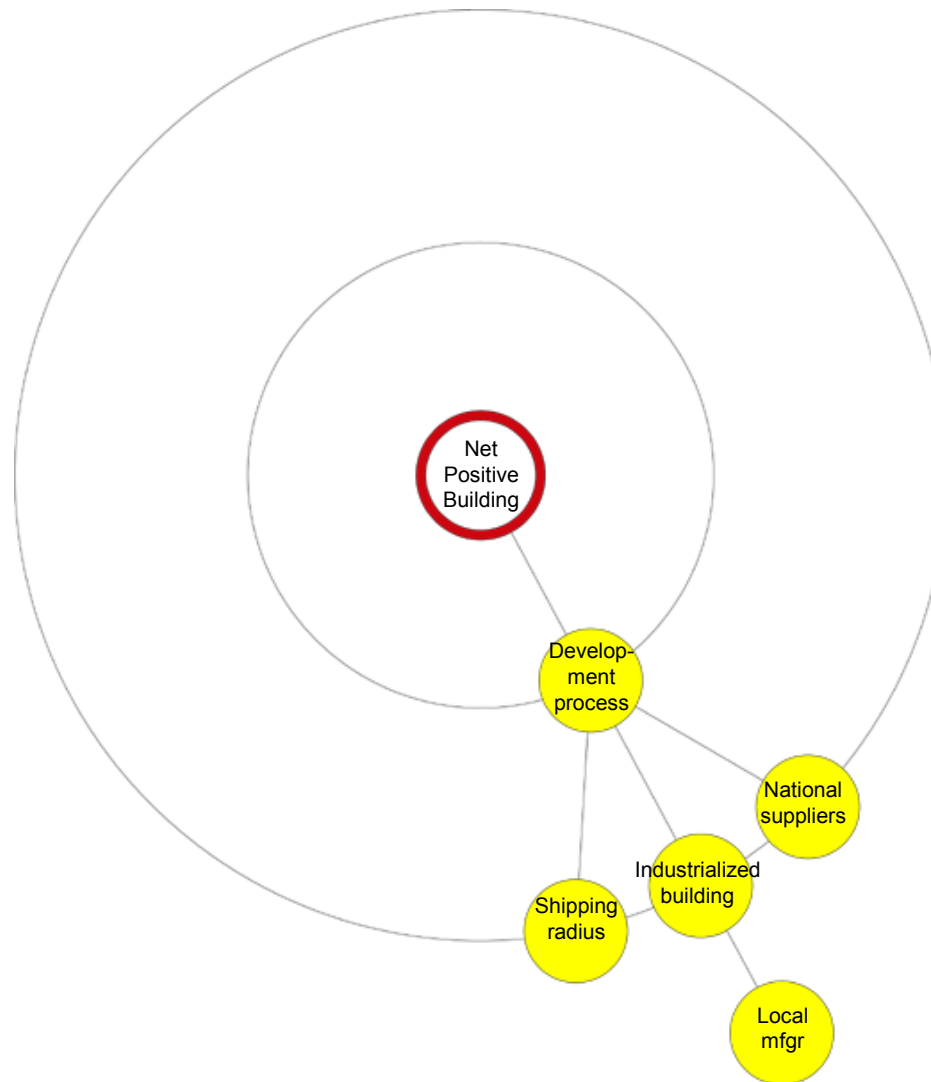 Net
Positive
Building
Develop-
ment
process
National
suppliers
Industrialized
building
Shipping
radius
Local
mfgr